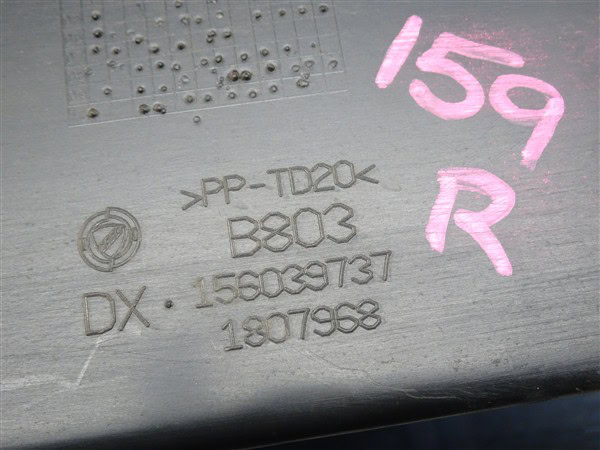 159
R
>PP-TD20<
B803
DX · 156039737
1807968